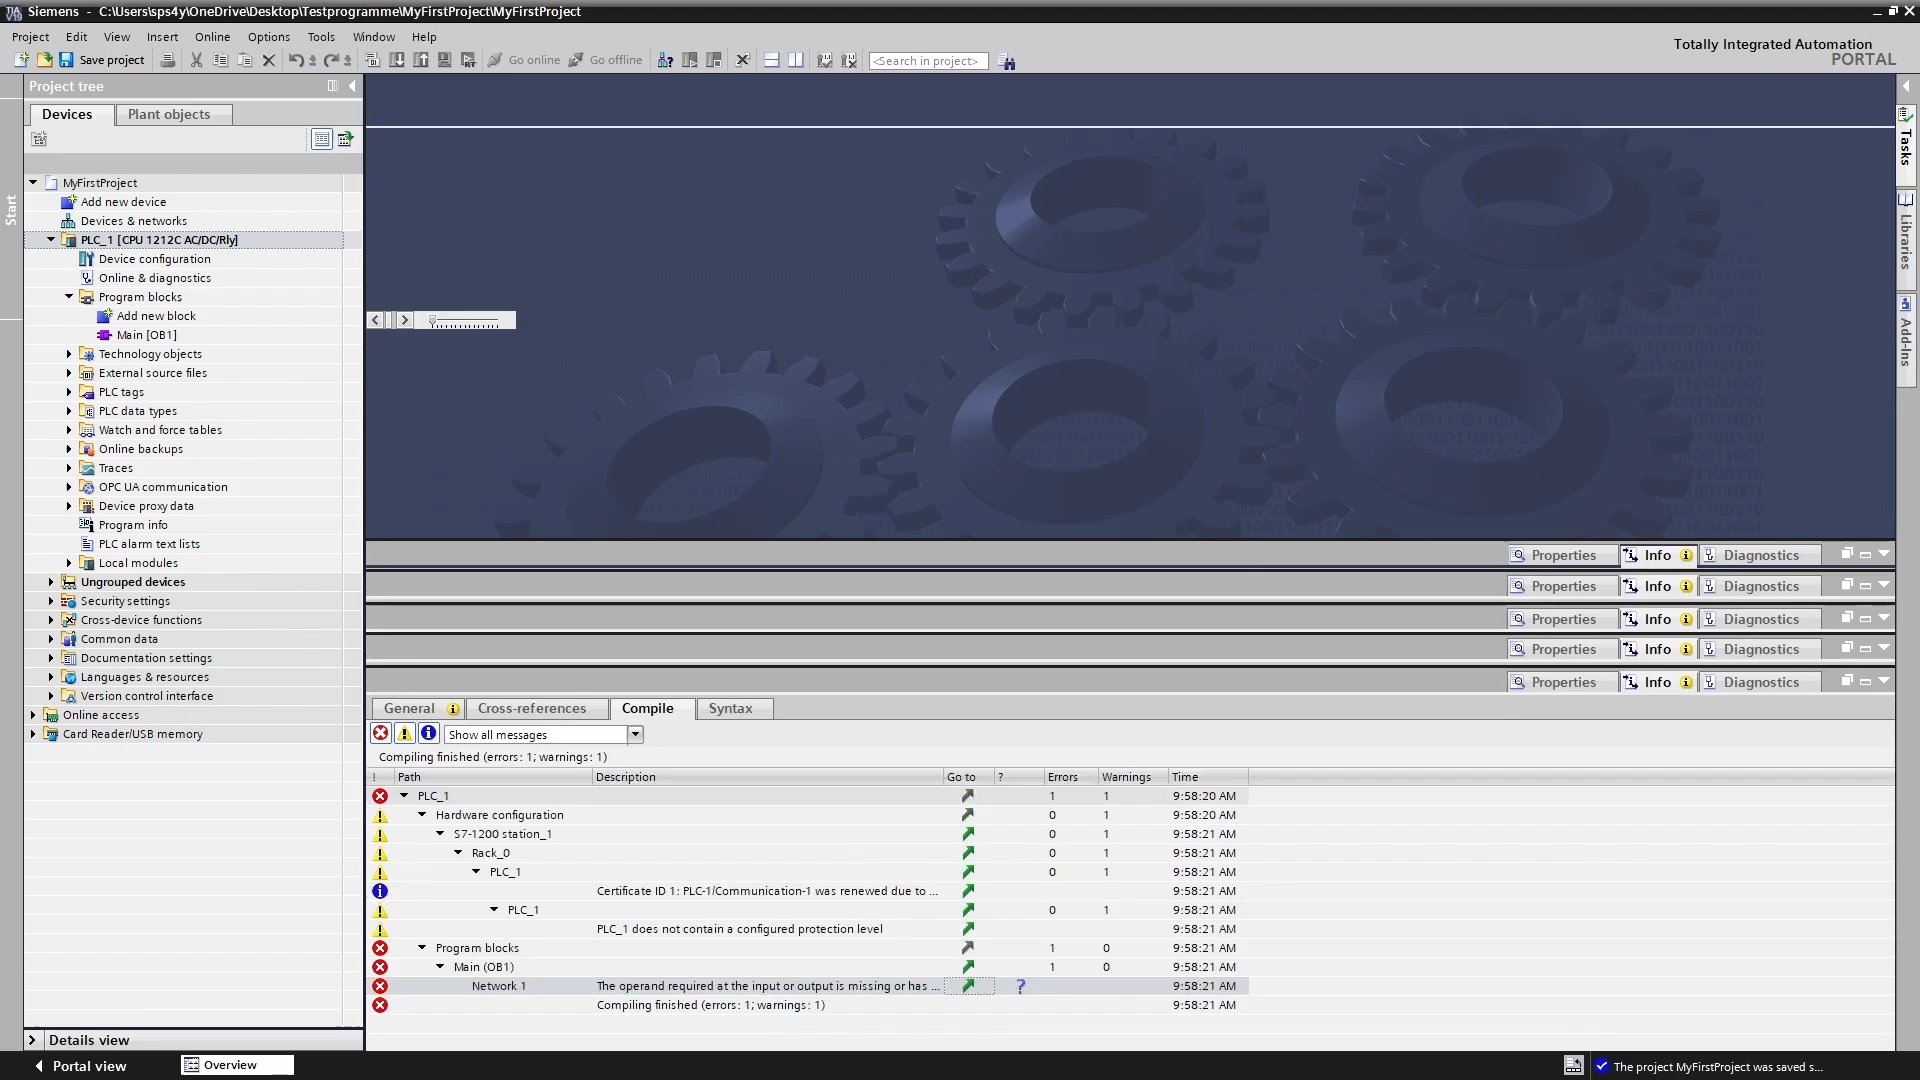 Siemens - C:\Users\sps4y\OneDrive\Desktop\Testprogramme\MyFirstProject\MyFirstProject
Project Edit View Insert Online Options Tools Window Help
Totally Integrated Automation
PORTAL
Save project Go online Go offline <Search in project>
Project tree
Devices Plant objects
Start
MyFirstProject
Add new device
Devices & networks
PLC_1 [CPU 1212C AC/DC/Rly]
Device configuration
Online & diagnostics
Program blocks
Add new block
Main [OB1]
Technology objects
External source files
PLC tags
PLC data types
Watch and force tables
Online backups
Traces
OPC UA communication
Device proxy data
Program info
PLC alarm text lists
Local modules
Ungrouped devices
Security settings
Cross-device functions
Common data
Documentation settings
Languages & resources
Version control interface
Online access
Card Reader/USB memory
Details view
Tasks
Libraries
Add-Ins
Properties Info Diagnostics
Properties Info Diagnostics
Properties Info Diagnostics
Properties Info Diagnostics
Properties Info Diagnostics
General Cross-references Compile Syntax
Show all messages
Compiling finished (errors: 1; warnings: 1)
! Path Description Go to ? Errors Warnings Time
PLC_1 1 1 9:58:20 AM
Hardware configuration 0 1 9:58:20 AM
S7-1200 station_1 0 1 9:58:21 AM
Rack_0 0 1 9:58:21 AM
PLC_1 0 1 9:58:21 AM
Certificate ID 1: PLC-1/Communication-1 was renewed due to ... 9:58:21 AM
PLC_1 0 1 9:58:21 AM
PLC_1 does not contain a configured protection level 9:58:21 AM
Program blocks 1 0 9:58:21 AM
Main (OB1) 1 0 9:58:21 AM
Network 1 The operand required at the input or output is missing or has ... ? 9:58:21 AM
Compiling finished (errors: 1; warnings: 1) 9:58:21 AM
Portal view Overview The project MyFirstProject was saved s...